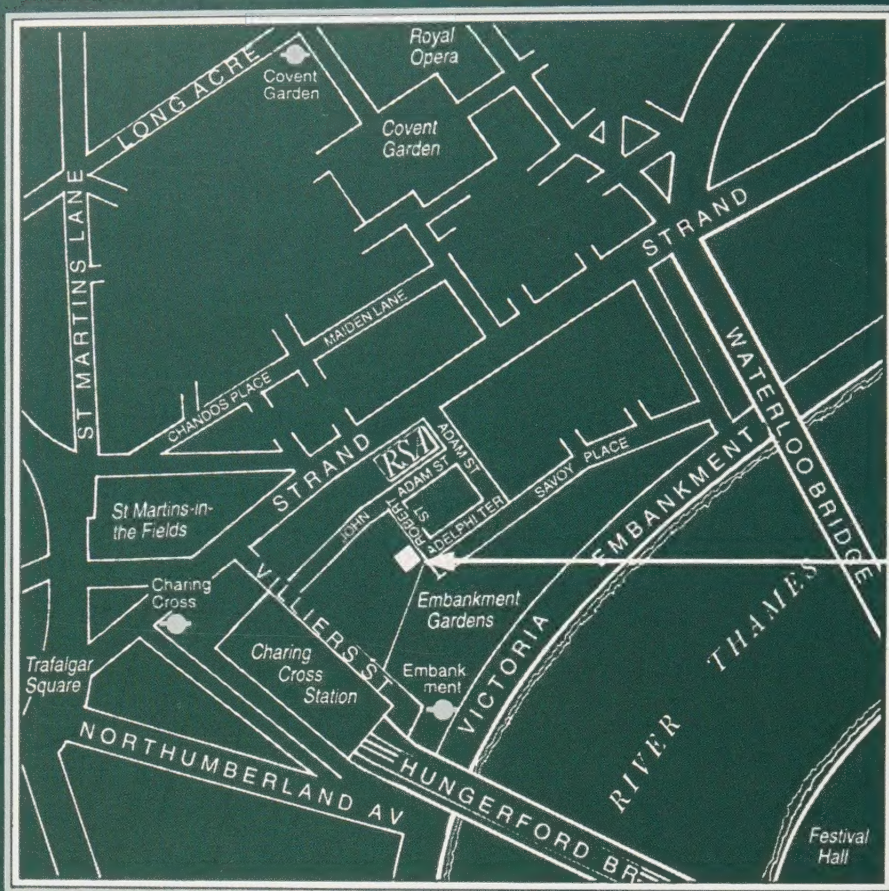 Royal
Opera
LONG ACRE
Covent
Garden
Covent
Garden
ST MARTINS LANE
STRAND
MAIDEN LANE
CHANDOS PLACE
WATERLOO BRIDGE
STRAND
RSA
ADAM ST
ADAM ST
SAVOY PLACE
St Martins-in-
the Fields
JOHN
ROBERT ST
ADELPHI TER
VICTORIA EMBANKMENT
Charing
Cross
VILLIERS ST
Embankment
Gardens
RIVER THAMES
Charing
Cross
Station
Embank
ment
Trafalgar
Square
NORTHUMBERLAND AV
HUNGERFORD BR
Festival
Hall